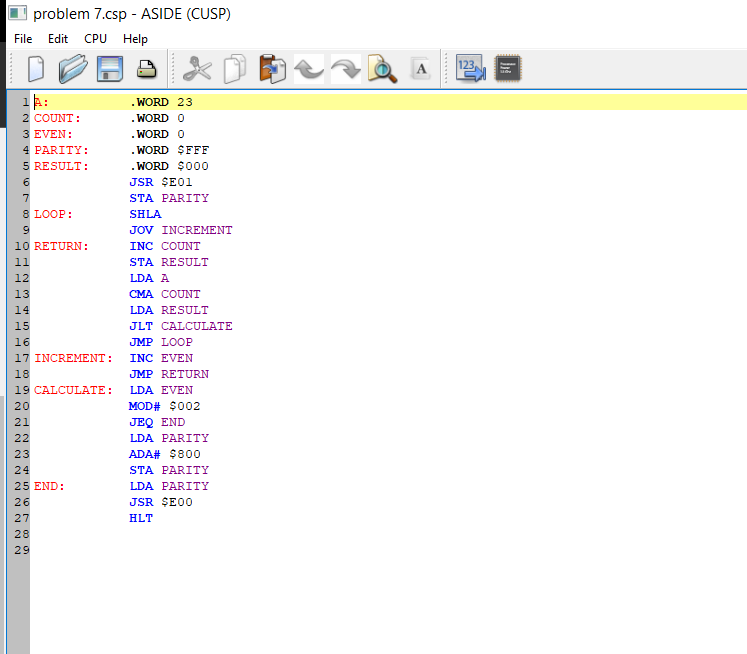 problem 7.csp - ASIDE (CUSP)
File Edit CPU Help
A
123
1 A: .WORD 23
2 COUNT: .WORD 0
3 EVEN: .WORD 0
4 PARITY: .WORD $FFF
5 RESULT: .WORD $000
6 JSR $E01
7 STA PARITY
8 LOOP: SHLA
9 JOV INCREMENT
10 RETURN: INC COUNT
11 STA RESULT
12 LDA A
13 CMA COUNT
14 LDA RESULT
15 JLT CALCULATE
16 JMP LOOP
17 INCREMENT: INC EVEN
18 JMP RETURN
19 CALCULATE: LDA EVEN
20 MOD# $002
21 JEQ END
22 LDA PARITY
23 ADA# $800
24 STA PARITY
25 END: LDA PARITY
26 JSR $E00
27 HLT
28
29